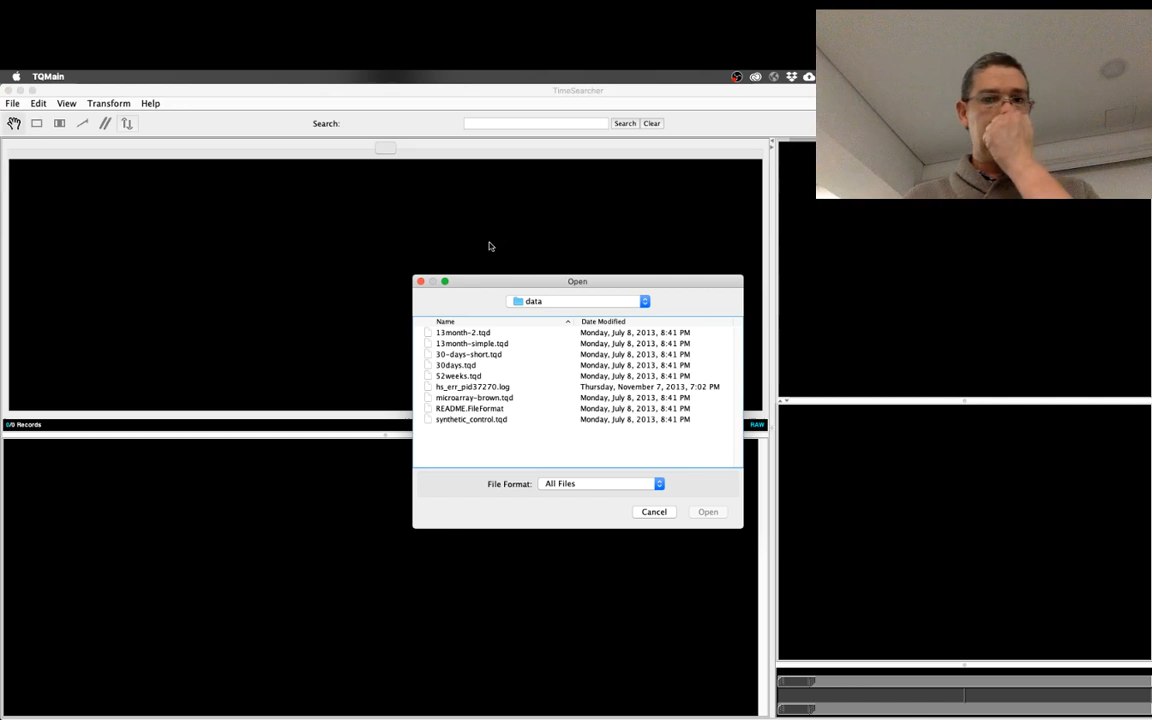 TQMain
TimeSearcher
File Edit View Transform Help
Search: Search Clear
Open
data
Name Date Modified
13month-2.tqd Monday, July 8, 2013, 8:41 PM
13month-simple.tqd Monday, July 8, 2013, 8:41 PM
30-days-short.tqd Monday, July 8, 2013, 8:41 PM
30days.tqd Monday, July 8, 2013, 8:41 PM
52weeks.tqd Monday, July 8, 2013, 8:41 PM
hs_err_pid37270.log Thursday, November 7, 2013, 7:02 PM
microarray-brown.tqd Monday, July 8, 2013, 8:41 PM
README.FileFormat Monday, July 8, 2013, 8:41 PM
synthetic_control.tqd Monday, July 8, 2013, 8:41 PM
0/0 Records RAW
File Format: All Files
Cancel Open